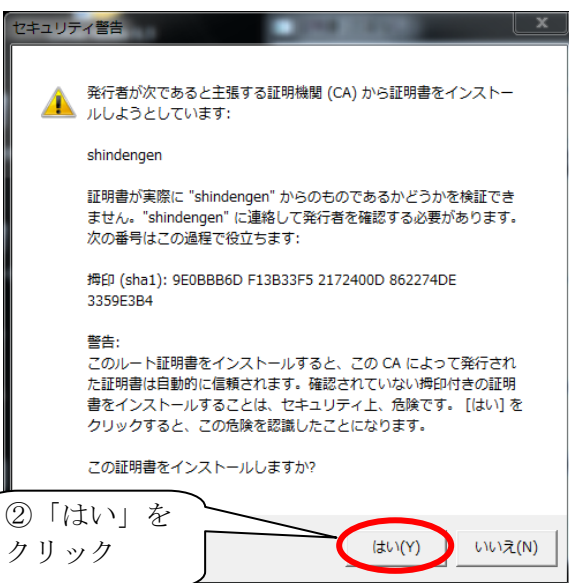 セキュリティ警告
発行者が次であると主張する証明機関 (CA) から証明書をインストー
ルしようとしています:
shindengen
証明書が実際に "shindengen" からのものであるかどうかを検証でき
ません。"shindengen" に連絡して発行者を確認する必要があります。
次の番号はこの過程で役立ちます:
拇印 (sha1): 9E0BBB6D F13B33F5 2172400D 862274DE
3359E3B4
警告:
このルート証明書をインストールすると、この CA によって発行され
た証明書は自動的に信頼されます。確認されていない拇印付きの証明
書をインストールすることは、セキュリティ上、危険です。 [はい] を
クリックすると、この危険を認識したことになります。
この証明書をインストールしますか?
②「はい」を
クリック
はい(Y)
いいえ(N)